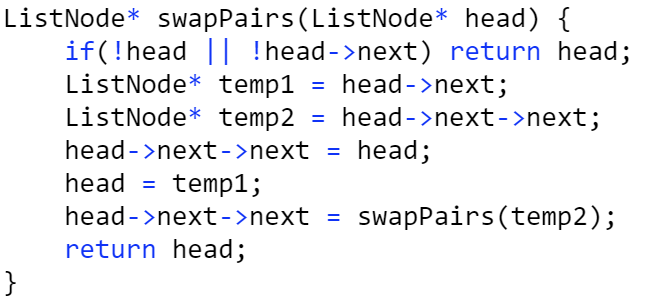 ListNode* swapPairs(ListNode* head) {
    if(!head || !head->next) return head;
    ListNode* temp1 = head->next;
    ListNode* temp2 = head->next->next;
    head->next->next = head;
    head = temp1;
    head->next->next = swapPairs(temp2);
    return head;
}